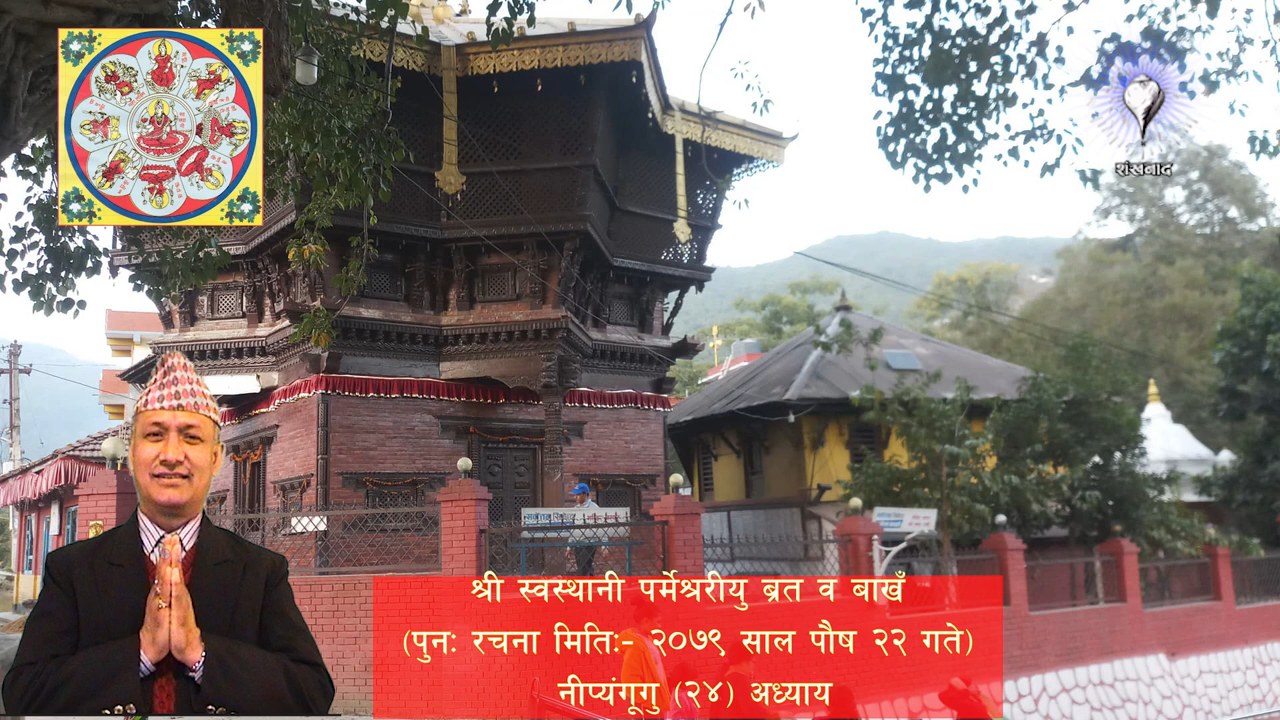 शंखनाद
श्री स्वस्थानी पर्मेश्वरीयु ब्रत व बाखँ
(पुनः रचना मितिः- २०७९ साल पौष २२ गते)
नीप्यंगूगु (२४) अध्याय